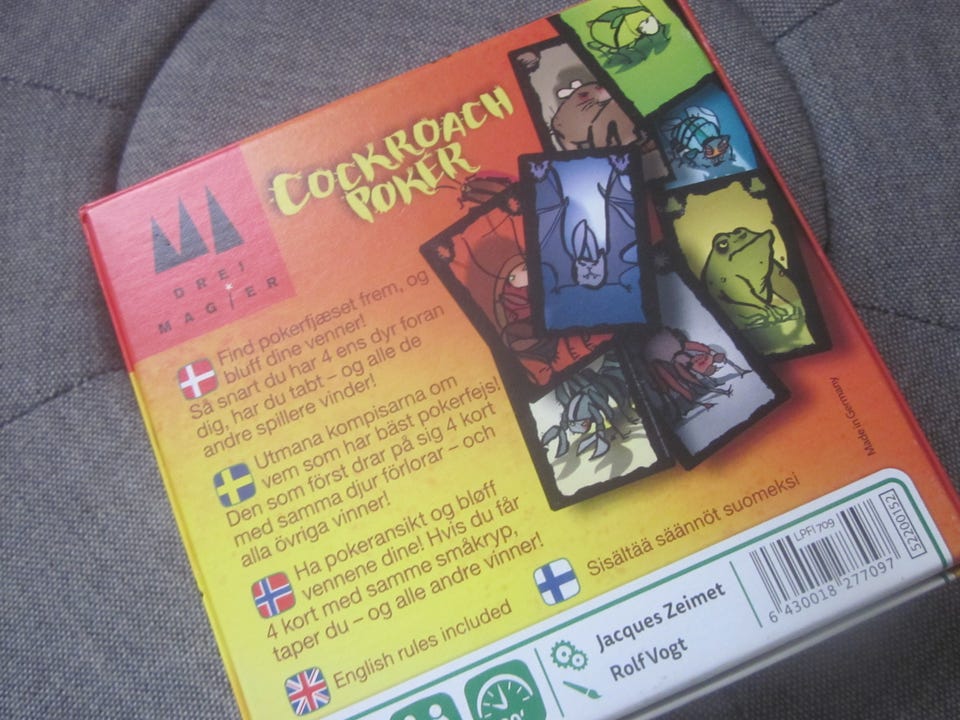 COCKROACH
POKER
DREI
MAGIER
Find pokerfjæset frem, og
bluff dine venner!
Så snart du har 4 ens dyr foran
dig, har du tabt – og alle de
andre spillere vinder!
Utmana kompisarna om
vem som har bäst pokerfejs!
Den som först drar på sig 4 kort
med samma djur förlorar – och
alla övriga vinner!
Ha pokeransikt og bløff
vennene dine! Hvis du får
4 kort med samme småkryp,
taper du – og alle andre vinner!
Sisältää säännöt suomeksi
English rules included
Made in Germany
Jacques Zeimet
Rolf Vogt
LPFI 709
6 430018 277097
52200152